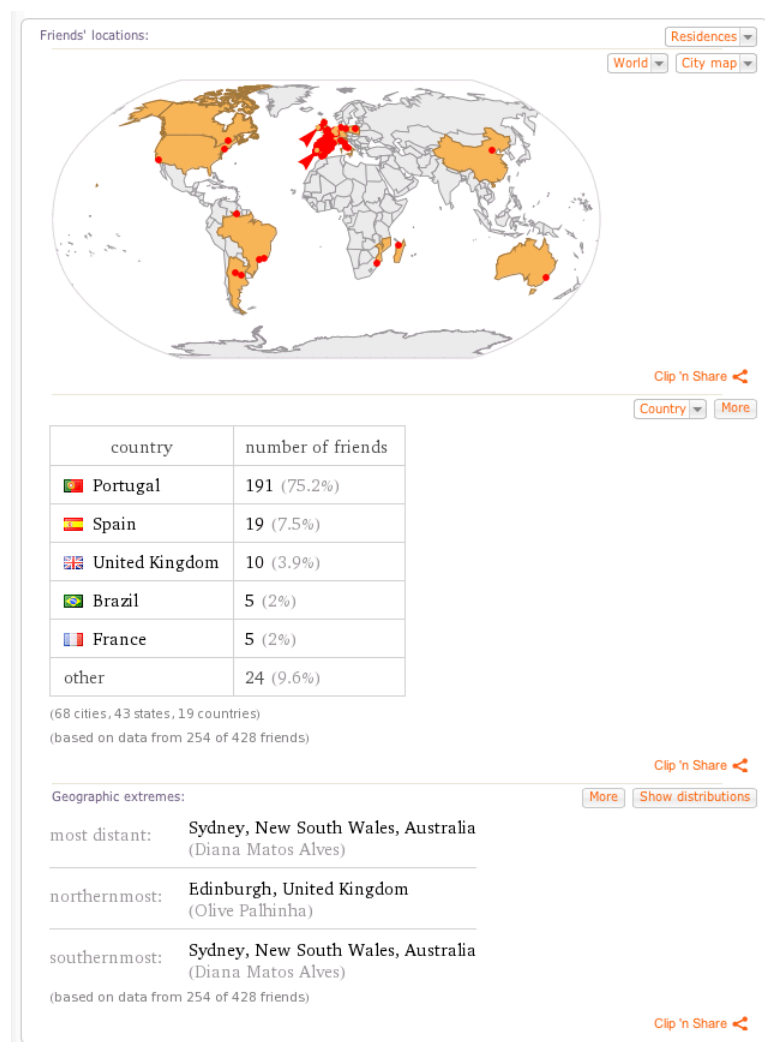 Friends' locations:
Residences
World
City map
Clip 'n Share
Country
More
country number of friends
Portugal 191 (75.2%)
Spain 19 (7.5%)
United Kingdom 10 (3.9%)
Brazil 5 (2%)
France 5 (2%)
other 24 (9.6%)
(68 cities, 43 states, 19 countries)
(based on data from 254 of 428 friends)
Clip 'n Share
Geographic extremes:
More
Show distributions
most distant: Sydney, New South Wales, Australia
(Diana Matos Alves)
northernmost: Edinburgh, United Kingdom
(Olive Palhinha)
southernmost: Sydney, New South Wales, Australia
(Diana Matos Alves)
(based on data from 254 of 428 friends)
Clip 'n Share